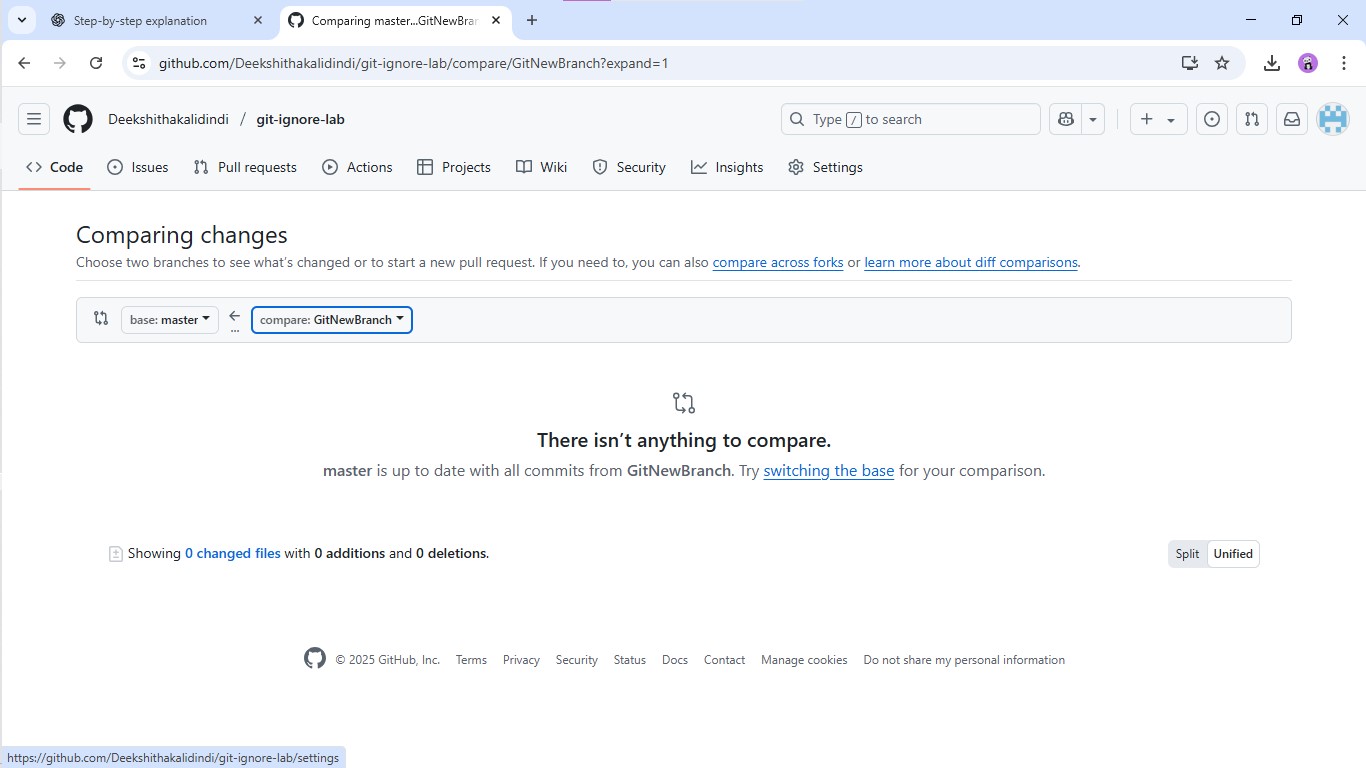 Step-by-step explanation
Comparing master...GitNewBran
github.com/Deekshithakalidindi/git-ignore-lab/compare/GitNewBranch?expand=1
Deekshithakalidindi / git-ignore-lab
Type / to search
Code Issues Pull requests Actions Projects Wiki Security Insights Settings
Comparing changes
Choose two branches to see what's changed or to start a new pull request. If you need to, you can also compare across forks or learn more about diff comparisons.
base: master ... compare: GitNewBranch
There isn't anything to compare.
master is up to date with all commits from GitNewBranch. Try switching the base for your comparison.
Showing 0 changed files with 0 additions and 0 deletions.
Split Unified
© 2025 GitHub, Inc. Terms Privacy Security Status Docs Contact Manage cookies Do not share my personal information
https://github.com/Deekshithakalidindi/git-ignore-lab/settings